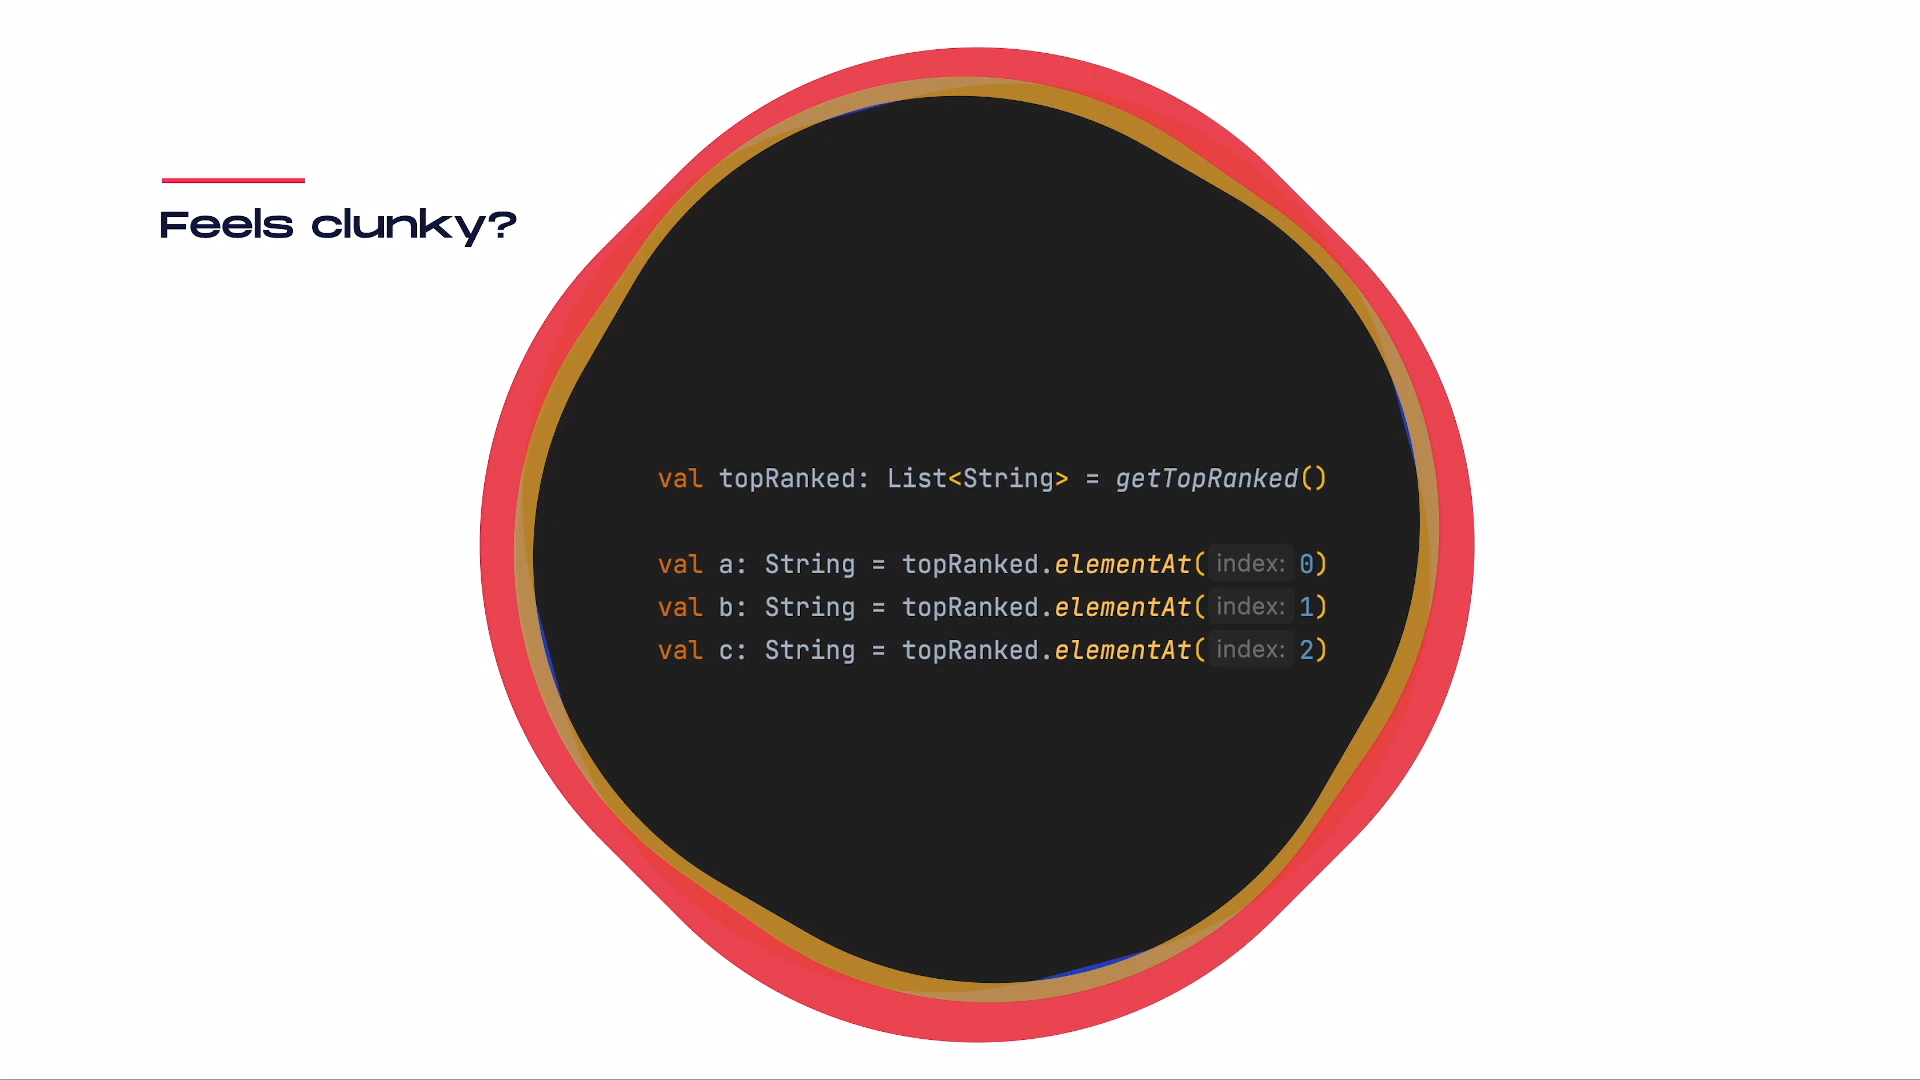 Feels clunky?
val topRanked: List<String> = getTopRanked()
val a: String = topRanked.elementAt( index: 0)
val b: String = topRanked.elementAt( index: 1)
val c: String = topRanked.elementAt( index: 2)